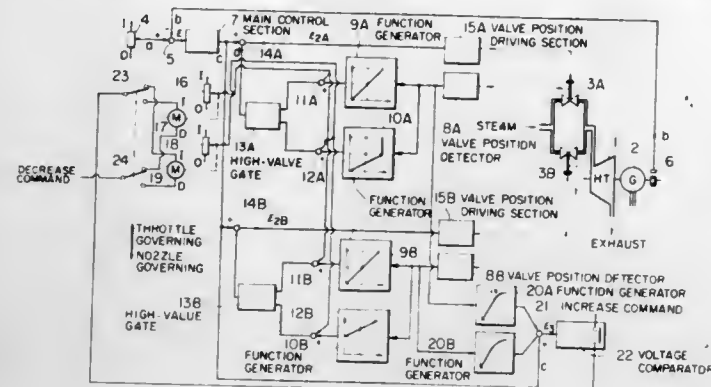 I 4 b 7 MAIN CONTROL SECTION 9A FUNCTION GENERATOR 15A VALVE POSITION DRIVING SECTION
O a 5 ε C
ε2A
14A
23 16 I
O
17 I M D
18 I M D
19
24
DECREASE COMMAND
11A
10A
13A
HIGH-VALVE GATE
12A
FUNCTION GENERATOR
8A
VALVE POSITION DETECTOR
STEAM
3A
3B
1
HT
2
G
b
6
EXHAUST
14B
ε2B
15B VALVE POSITION DRIVING SECTION
THROTTLE GOVERNING
NOZZLE GOVERNING
13B
HIGH-VALUE GATE
11B
12B
9B
10B
FUNCTION GENERATOR
8B VALVE POSITION DETECTOR
20A FUNCTION GENERATOR
21 INCREASE COMMAND
20B
FUNCTION GENERATOR
ε3
C
22 VOLTAGE COMPARATOR